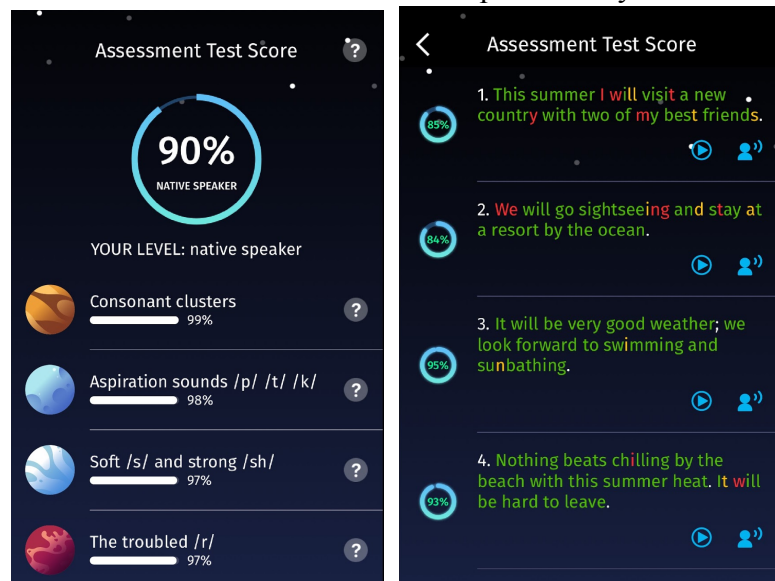 Assessment Test Score ?
90%
NATIVE SPEAKER
YOUR LEVEL: native speaker
Consonant clusters
99%
?
Aspiration sounds /p/ /t/ /k/
98%
?
Soft /s/ and strong /sh/
97%
?
The troubled /r/
97%
?
Assessment Test Score
85%
1. This summer I will visit a new
country with two of my best friends.
84%
2. We will go sightseeing and stay at
a resort by the ocean.
95%
3. It will be very good weather; we
look forward to swimming and
sunbathing.
93%
4. Nothing beats chilling by the
beach with this summer heat. It will
be hard to leave.